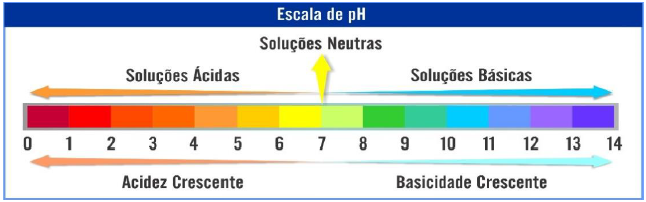 Escala de pH
Soluções Neutras
Soluções Ácidas
Soluções Básicas
0 1 2 3 4 5 6 7 8 9 10 11 12 13 14
Acidez Crescente
Basicidade Crescente